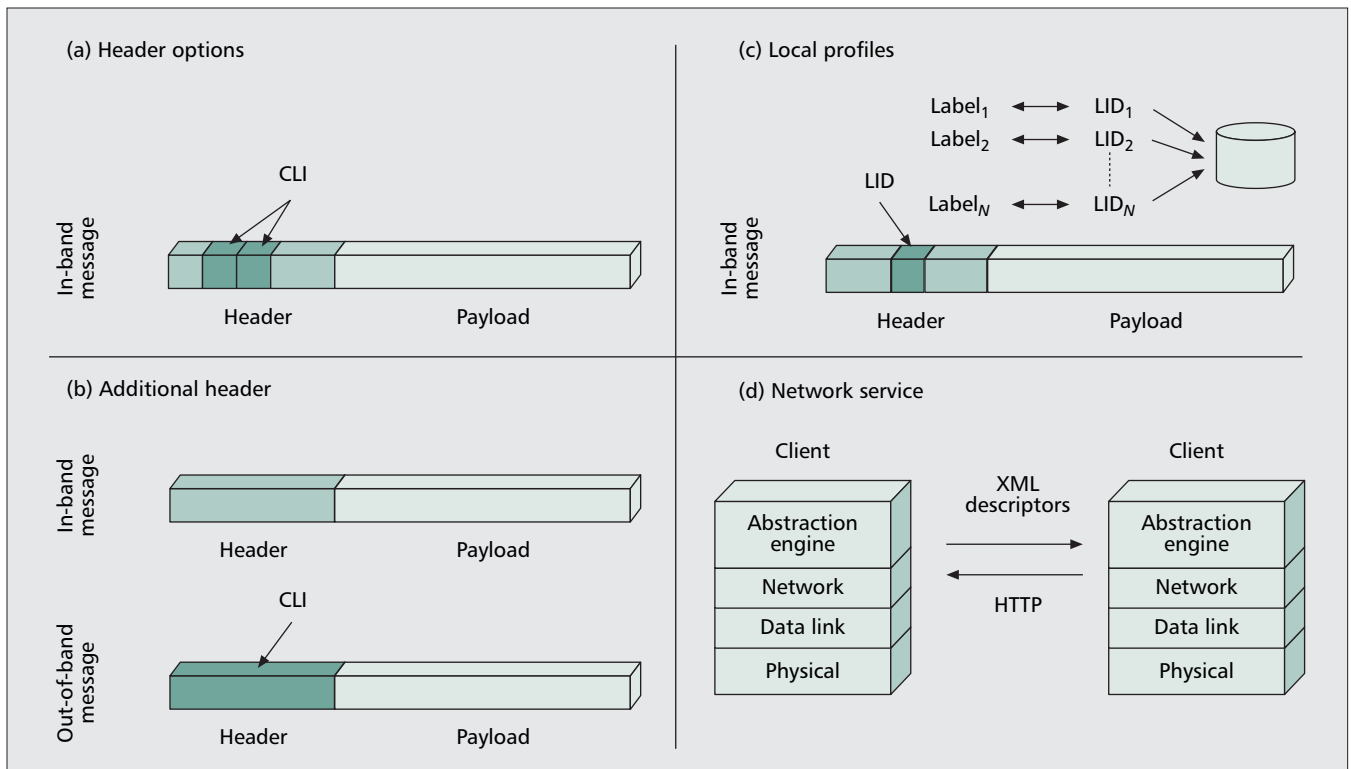 (a) Header options
CLI
In-band
message
Header
Payload
(b) Additional header
In-band
message
Header
Payload
CLI
Out-of-band
message
Header
Payload
(c) Local profiles
Label1
LID1
Label2
LID2
LabelN
LIDN
LID
In-band
message
Header
Payload
(d) Network service
Client
Abstraction
engine
Network
Data link
Physical
XML
descriptors
HTTP
Client
Abstraction
engine
Network
Data link
Physical